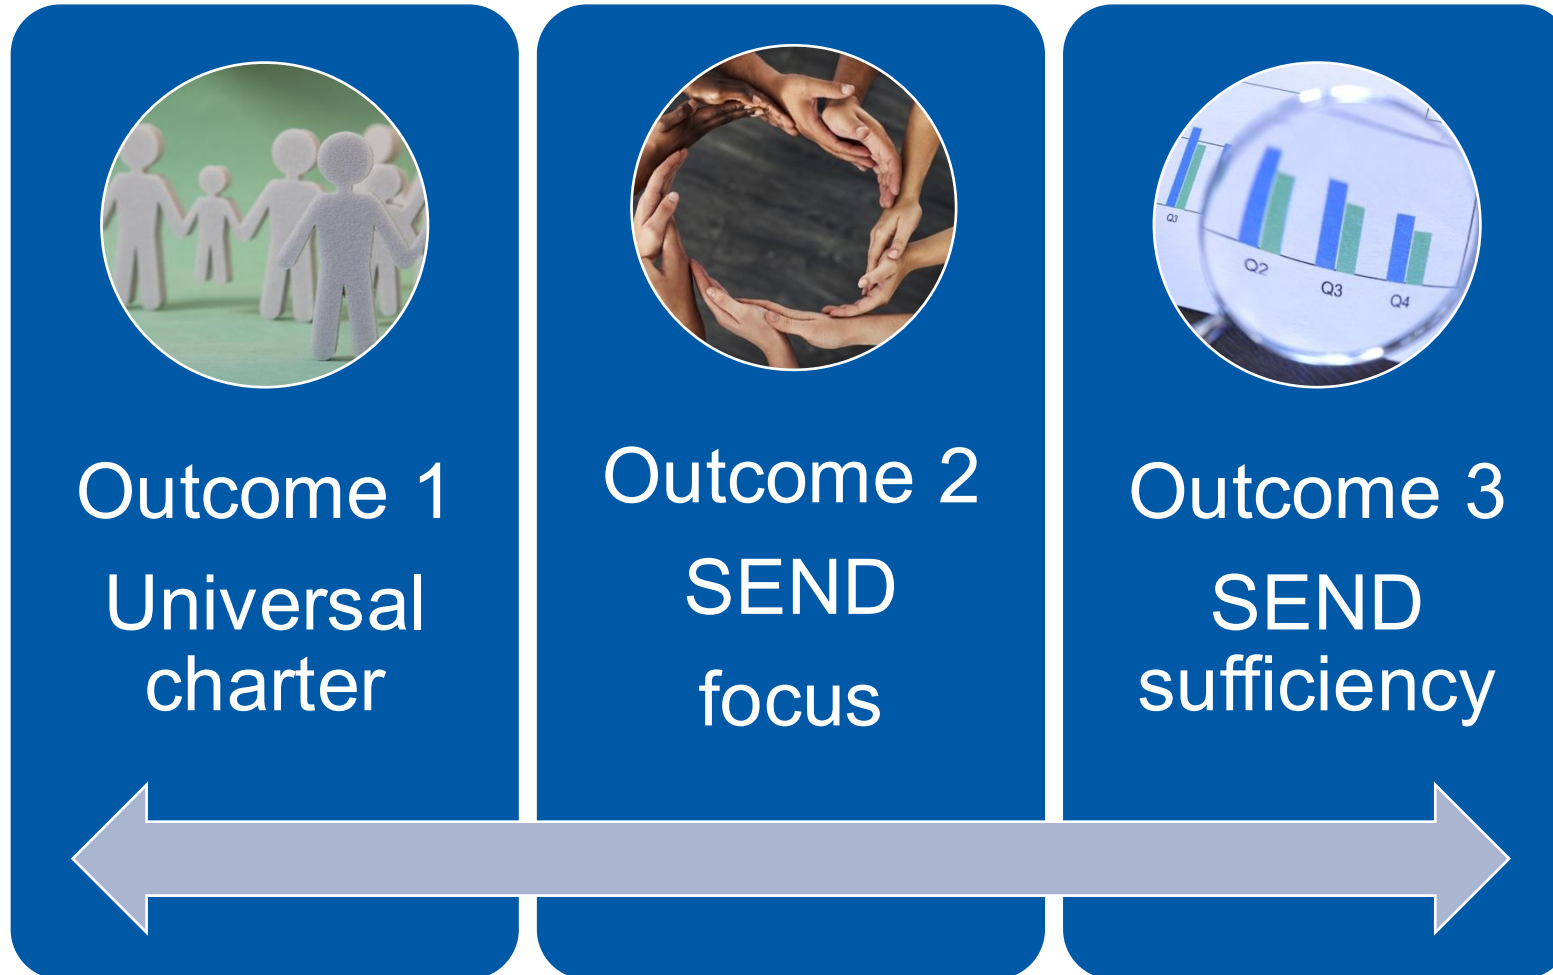 Outcome 1
Universal
charter
Outcome 2
SEND
focus
Outcome 3
SEND
sufficiency
Q3
Q2
Q3
Q4